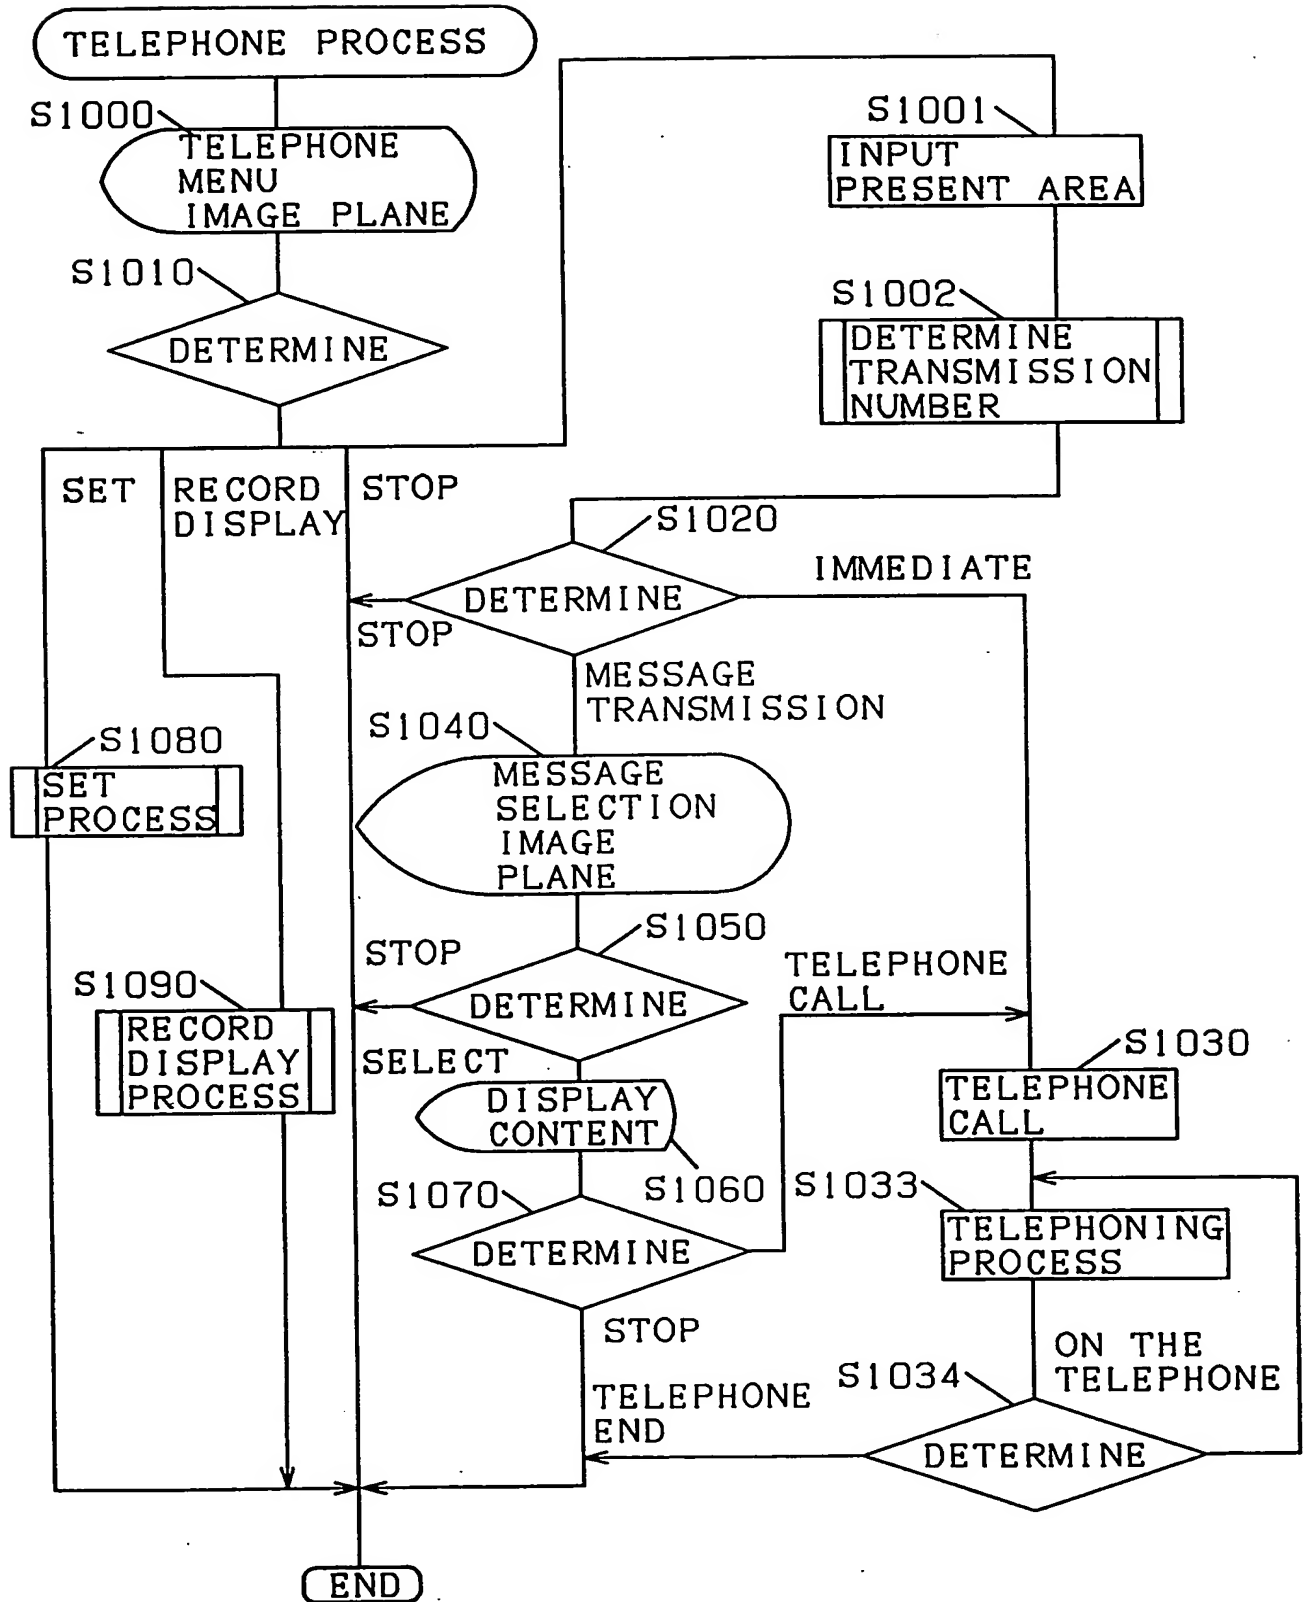 TELEPHONE PROCESS
S1000
TELEPHONE
MENU
IMAGE PLANE
S1010
DETERMINE
S1001
INPUT
PRESENT AREA
S1002
DETERMINE
TRANSMISSION
NUMBER
SET
RECORD
DISPLAY
STOP
S1020
DETERMINE
IMMEDIATE
STOP
MESSAGE
TRANSMISSION
S1040
MESSAGE
SELECTION
IMAGE
PLANE
S1080
SET
PROCESS
S1050
STOP
DETERMINE
TELEPHONE
CALL
S1090
RECORD
DISPLAY
PROCESS
SELECT
DISPLAY
CONTENT
S1060
S1030
TELEPHONE
CALL
S1070
DETERMINE
S1033
TELEPHONING
PROCESS
STOP
ON THE
TELEPHONE
S1034
TELEPHONE
END
DETERMINE
END